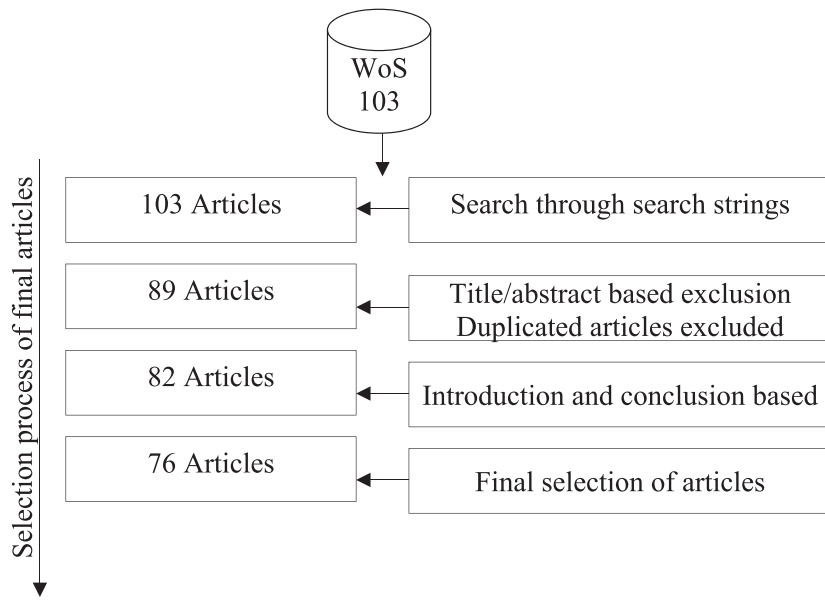 WoS
103
103 Articles
Search through search strings
89 Articles
Title/abstract based exclusion
Duplicated articles excluded
82 Articles
Introduction and conclusion based
76 Articles
Final selection of articles
Selection process of final articles